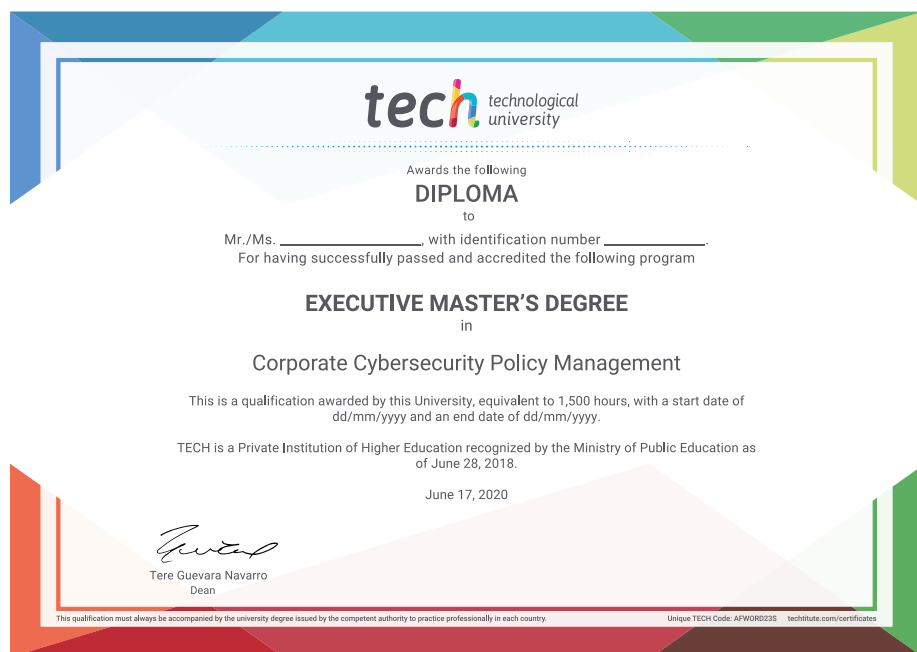 tech technological
university
Awards the following
DIPLOMA
to
Mr./Ms. ____________________, with identification number ______________.
For having successfully passed and accredited the following program
EXECUTIVE MASTER'S DEGREE
in
Corporate Cybersecurity Policy Management
This is a qualification awarded by this University, equivalent to 1,500 hours, with a start date of
dd/mm/yyyy and an end date of dd/mm/yyyy.
TECH is a Private Institution of Higher Education recognized by the Ministry of Public Education as
of June 28, 2018.
June 17, 2020
Tere Guevara Navarro
Dean
This qualification must always be accompanied by the university degree issued by the competent authority to practice professionally in each country.
Unique TECH Code: AFWORD23S techtitute.com/certificates